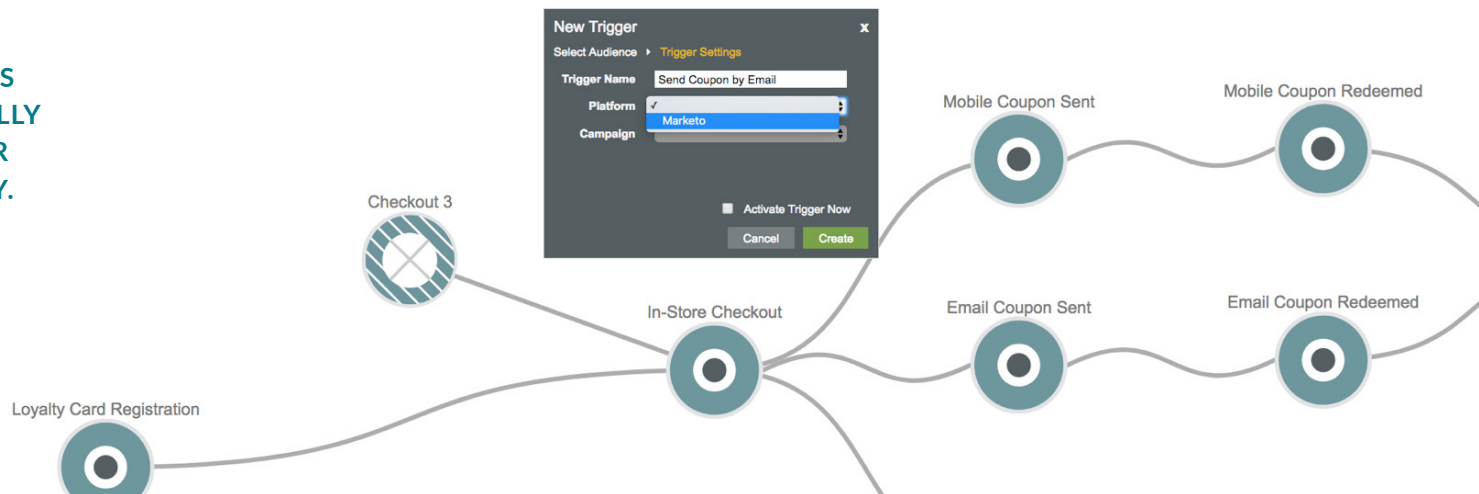 New Trigger x
Select Audience ▸ Trigger Settings
Trigger Name Send Coupon by Email
Platform ✓
Marketo
Campaign
Activate Trigger Now
Cancel Create
S
LLY
R
Y.
Mobile Coupon Sent
Mobile Coupon Redeemed
Checkout 3
In-Store Checkout
Email Coupon Sent
Email Coupon Redeemed
Loyalty Card Registration